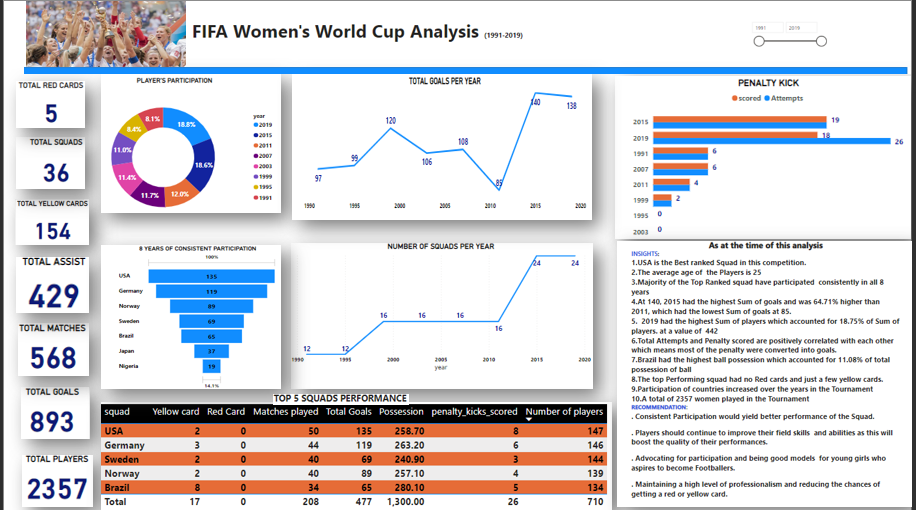 FIFA Women's World Cup Analysis (1991-2019)
1991 2019
TOTAL RED CARDS
5
TOTAL SQUADS
36
TOTAL YELLOW CARDS
154
TOTAL ASSIST
429
TOTAL MATCHES
568
TOTAL GOALS
893
TOTAL PLAYERS
2357
PLAYER'S PARTICIPATION
18.8%
18.6%
12.0%
11.7%
11.4%
11.0%
8.4%
8.1%
year
2019
2015
2011
2007
2003
1999
1995
1991
TOTAL GOALS PER YEAR
97
99
120
106
108
85
140
138
1990 1995 2000 2005 2010 2015 2020
PENALTY KICK
scored Attempts
2015 19
2019 18 26
1991 6
2007 6
2011 4
1999 2
1995 0
2003 0
8 YEARS OF CONSISTENT PARTICIPATION
100%
USA 135
Germany 119
Norway 89
Sweden 69
Brazil 65
Japan 37
Nigeria 19
14.1%
NUMBER OF SQUADS PER YEAR
12 12 16 16 16 16 24 24
1990 1995 2000 2005 2010 2015 2020
year
TOP 5 SQUADS PERFORMANCE
squad Yellow card Red Card Matches played Total Goals Possession penalty_kicks_scored Number of players
USA 2 0 50 135 258.70 8 147
Germany 3 0 44 119 263.20 6 146
Sweden 2 0 40 69 240.90 3 144
Norway 2 0 40 89 257.10 4 139
Brazil 8 0 34 65 280.10 5 134
Total 17 0 208 477 1,300.00 26 710
As at the time of this analysis
INSIGHTS:
1.USA is the Best ranked Squad in this competition.
2.The average age of the Players is 25
3.Majority of the Top Ranked squad have participated consistently in all 8
years
4.At 140, 2015 had the highest Sum of goals and was 64.71% higher than
2011, which had the lowest Sum of goals at 85.
5. 2019 had the highest Sum of players which accounted for 18.75% of Sum of
players. at a value of 442
6.Total Attempts and Penalty scored are positively correlated with each other
which means most of the penalty were converted into goals.
7.Brazil had the highest ball possession which accounted for 11.08% of total
possession of ball
8.The top Performing squad had no Red cards and just a few yellow cards.
9.Participation of countries increased over the years in the Tournament
10.A total of 2357 women played in the Tournament
RECOMMENDATION:
. Consistent Participation would yield better performance of the Squad.
. Players should continue to improve their field skills and abilities as this will
boost the quality of their performances.
. Advocating for participation and being good models for young girls who
aspires to become Footballers.
. Maintaining a high level of professionalism and reducing the chances of
getting a red or yellow card.